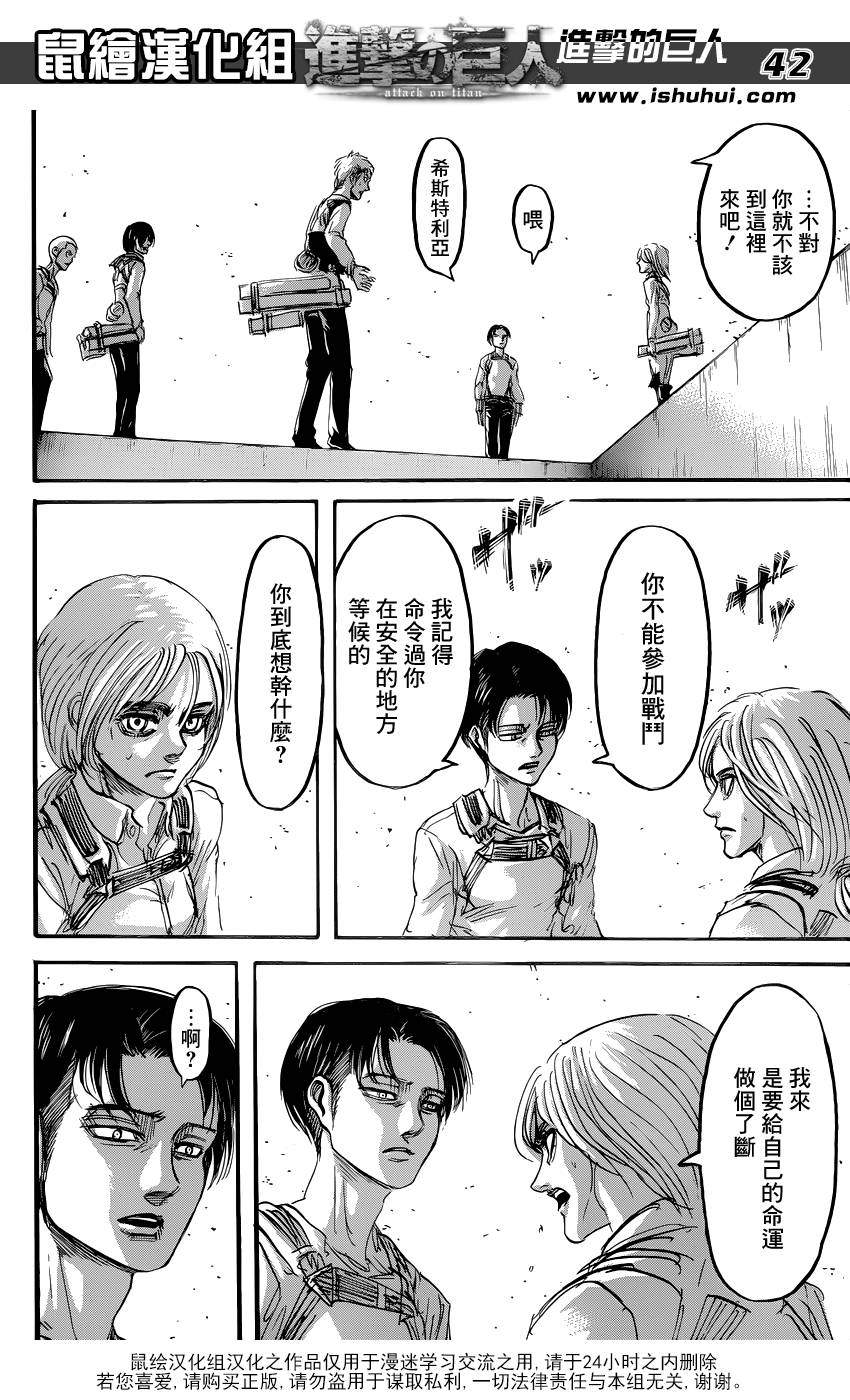 鼠繪漢化組
進撃の巨人
attack on titan
進擊的巨人
42
www.ishuhui.com
…不對
你就不該
到這裡
來吧！
喂
希斯特利亞
你不能參加戰鬥
我記得
命令過你
在安全的地方
等候的
你到底想幹什麼？
我來
是要給自己的命運
做個了斷
…啊？
鼠绘汉化组汉化之作品仅用于漫迷学习交流之用, 请于24小时之内删除
若您喜爱, 请购买正版, 请勿滥用于谋取私利, 一切法律责任与本组无关, 谢谢。